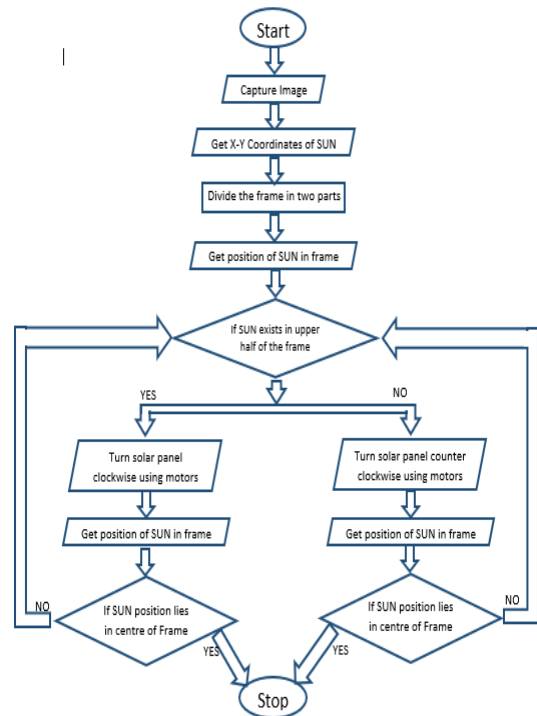 Start
Capture Image
Get X-Y Coordinates of SUN
Divide the frame in two parts
Get position of SUN in frame
If SUN exists in upper
half of the frame
YES
NO
Turn solar panel
clockwise using motors
Turn solar panel counter
clockwise using motors
Get position of SUN in frame
Get position of SUN in frame
If SUN position lies
in centre of Frame
If SUN position lies
in centre of Frame
NO
NO
YES
YES
Stop